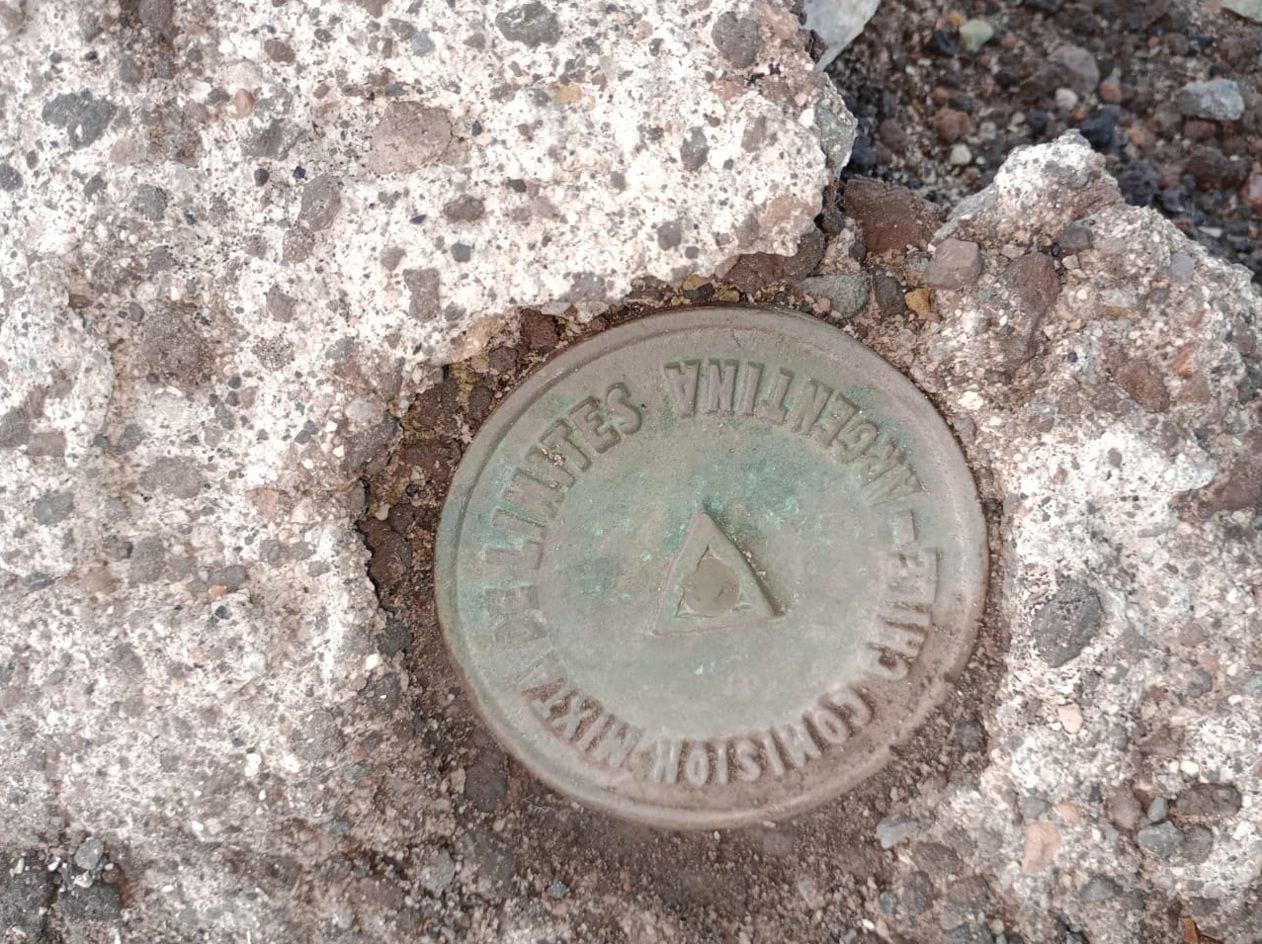 COMISION MIXTA DE LIMITES
CHILE - ARGENTINA